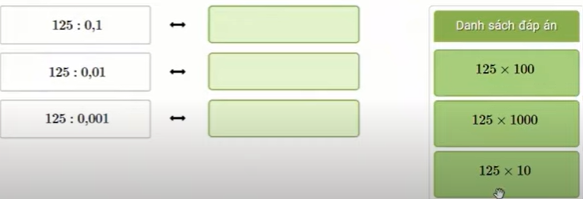 125 : 0,1
125 : 0,01
125 : 0,001
Danh sách đáp án
125 × 100
125 × 1000
125 × 10